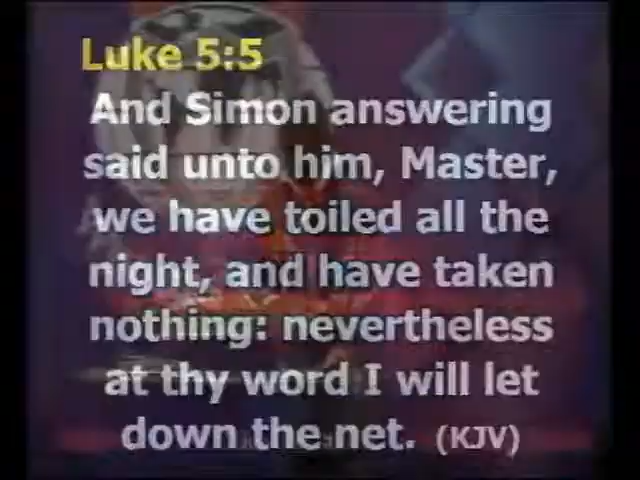 Luke 5:5
And Simon answering
said unto him, Master,
we have toiled all the
night, and have taken
nothing: nevertheless
at thy word I will let
down the net. (KJV)